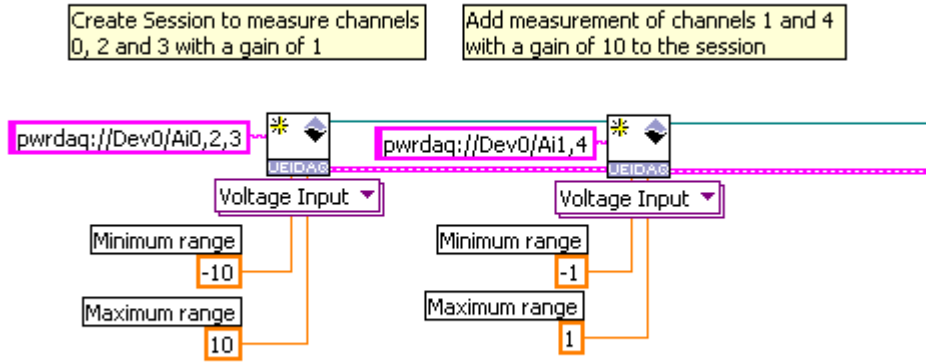 Create Session to measure channels
0, 2 and 3 with a gain of 1
Add measurement of channels 1 and 4
with a gain of 10 to the session
pwrdaq://Dev0/Ai0,2,3
UEIDAQ
Voltage Input
Minimum range
-10
Maximum range
10
pwrdaq://Dev0/Ai1,4
UEIDAQ
Voltage Input
Minimum range
-1
Maximum range
1